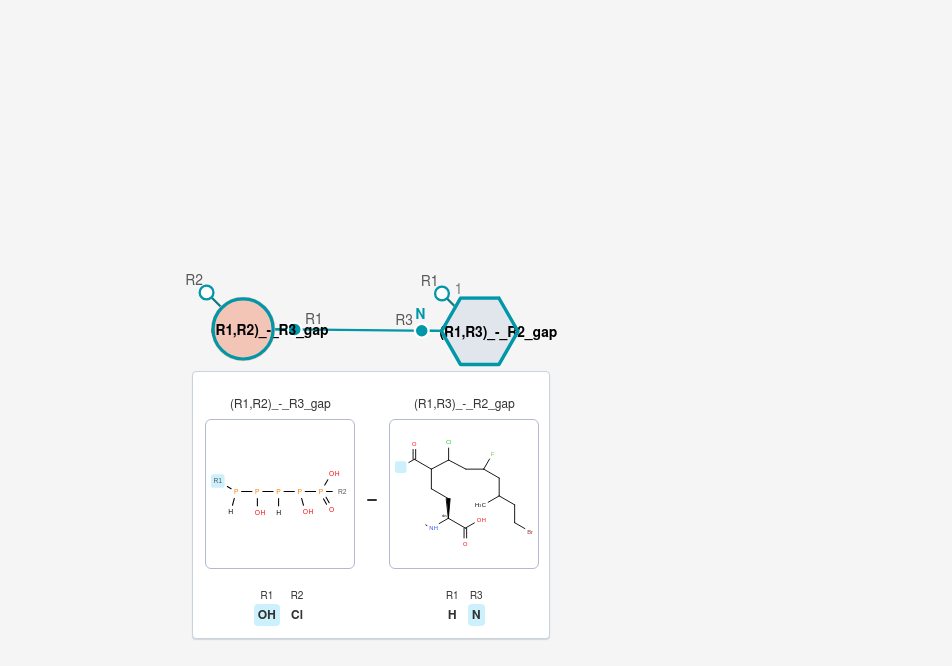 R2
R1
1
(R1,R2)_-_R3_gap
R1
R3
N
(R1,R3)_-_R2_gap
(R1,R2)_-_R3_gap
(R1,R3)_-_R2_gap
R1
P
P
P
P
P
H
OH
H
OH
OH
O
R2
O
Cl
F
H₃C
NH
OH
O
Br
R1 R2
OH Cl
R1 R3
H N